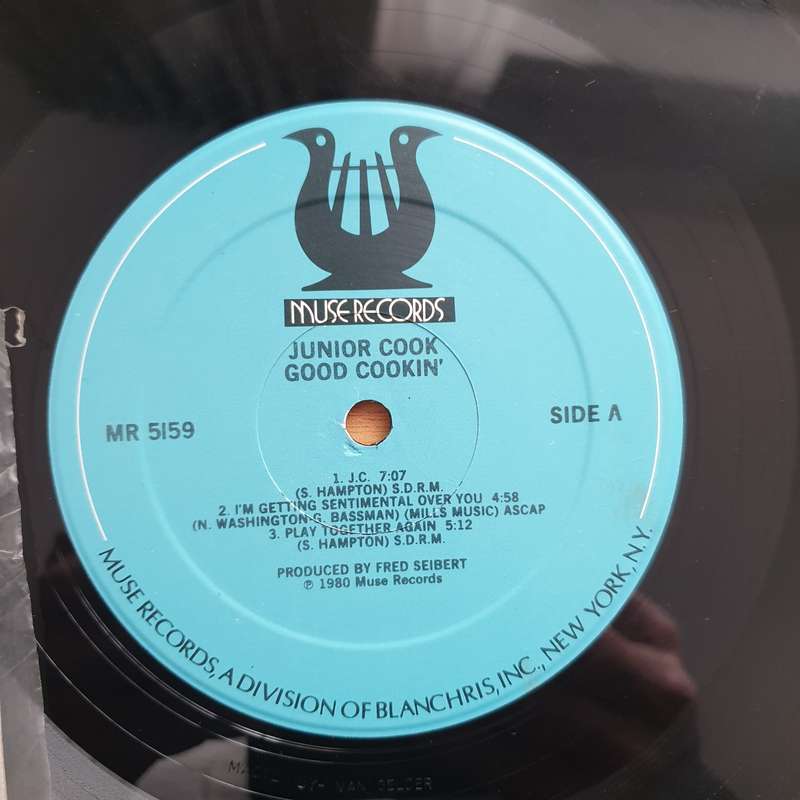 MUSE RECORDS
JUNIOR COOK
GOOD COOKIN'
MR 5159
SIDE A
1. J.C. 7:07
(S. HAMPTON) S.D.R.M.
2. I'M GETTING SENTIMENTAL OVER YOU 4:58
(N. WASHINGTON-G. BASSMAN) (MILLS MUSIC) ASCAP
3. PLAY TOGETHER AGAIN 5:12
(S. HAMPTON) S.D.R.M.
PRODUCED BY FRED SEIBERT
℗ 1980 Muse Records
MUSE RECORDS, A DIVISION OF BLANCHRIS, INC., NEW YORK, N.Y.
VAN GELDER